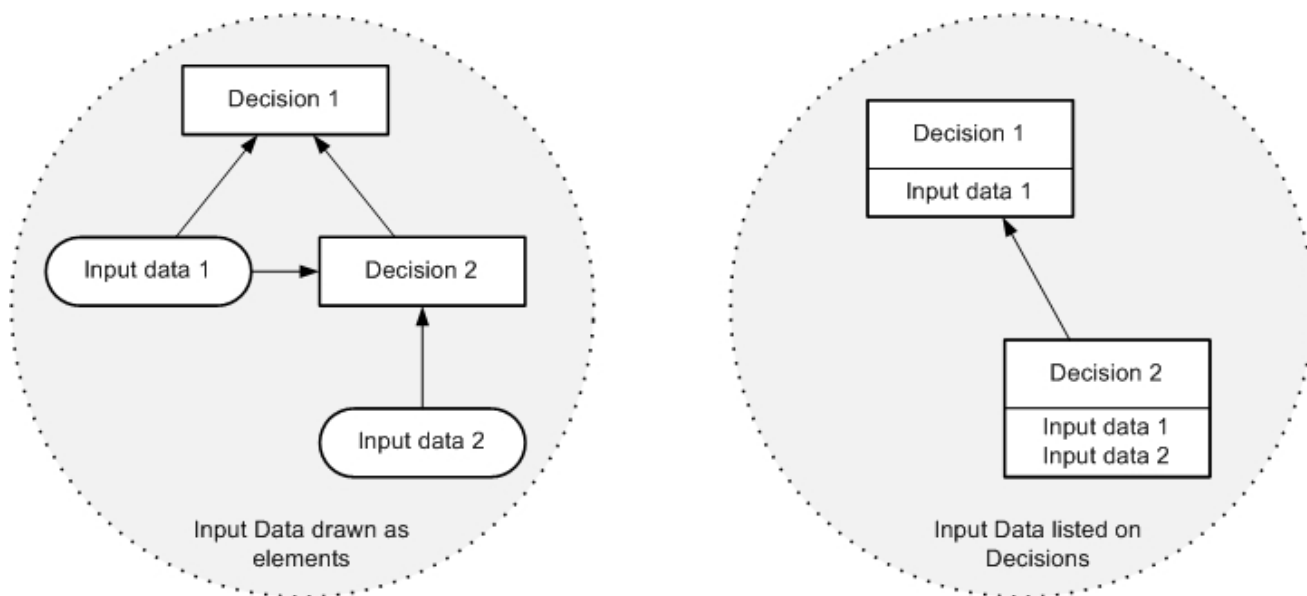 Decision 1
Input data 1
Decision 2
Input data 2
Input Data drawn as
elements
Decision 1
Input data 1
Decision 2
Input data 1
Input data 2
Input Data listed on
Decisions